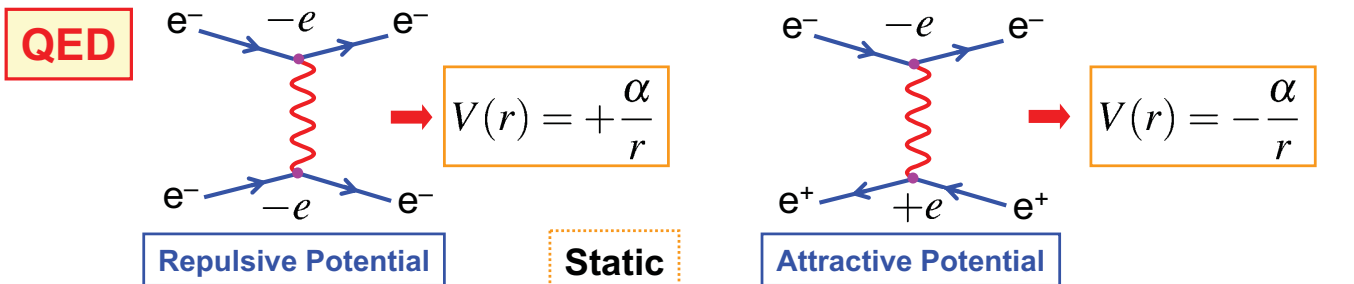 QED
e⁻ −e e⁻
e⁻ −e e⁻
V(r) = +α/r
Repulsive Potential
Static
e⁻ −e e⁻
e⁺ +e e⁺
V(r) = −α/r
Attractive Potential